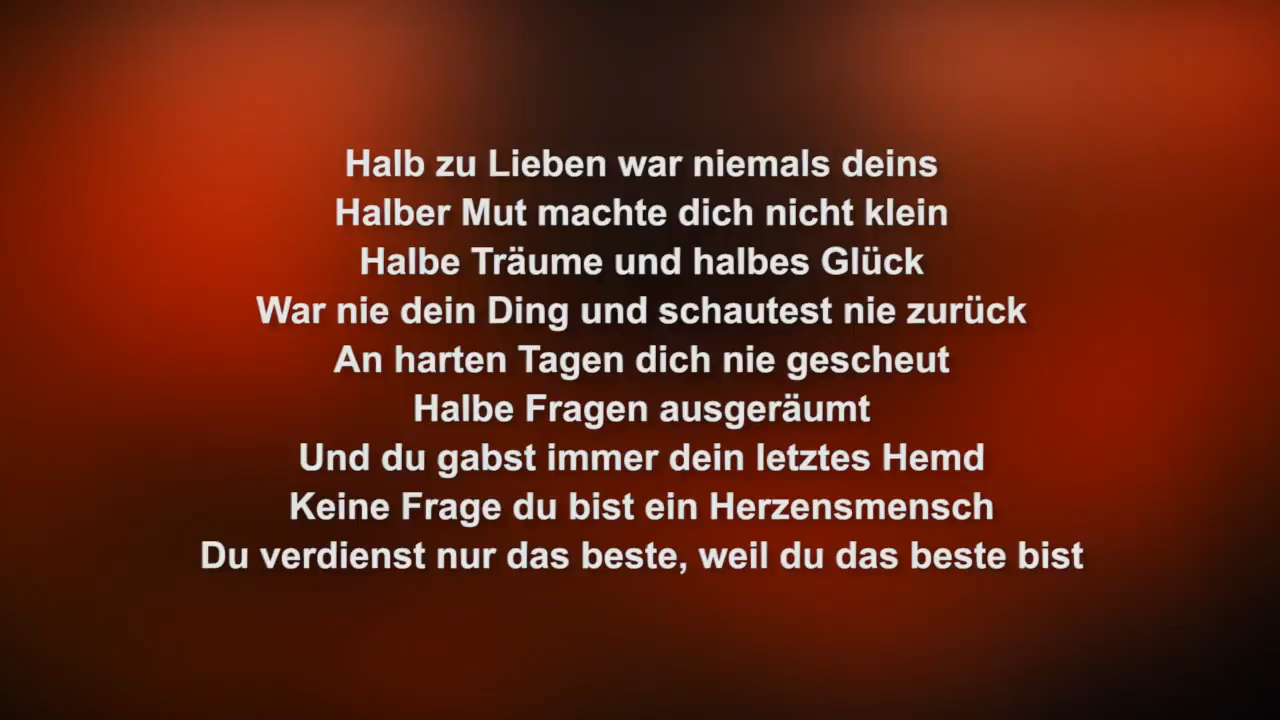 Halb zu Lieben war niemals deins
Halber Mut machte dich nicht klein
Halbe Träume und halbes Glück
War nie dein Ding und schautest nie zurück
An harten Tagen dich nie gescheut
Halbe Fragen ausgeräumt
Und du gabst immer dein letztes Hemd
Keine Frage du bist ein Herzensmensch
Du verdienst nur das beste, weil du das beste bist